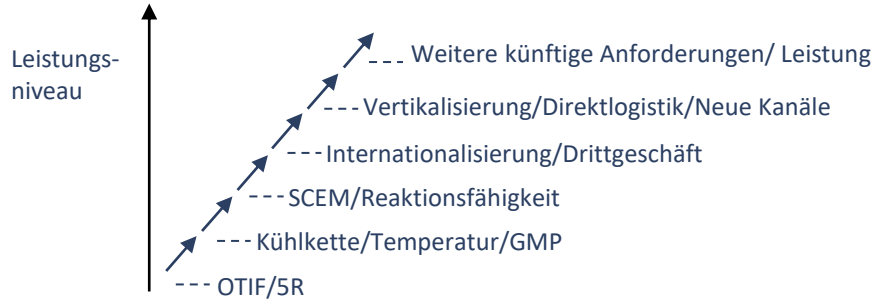 Leistungs-
niveau
Weitere künftige Anforderungen/ Leistung
Vertikalisierung/Direktlogistik/Neue Kanäle
Internationalisierung/Drittgeschäft
SCEM/Reaktionsfähigkeit
Kühlkette/Temperatur/GMP
OTIF/5R